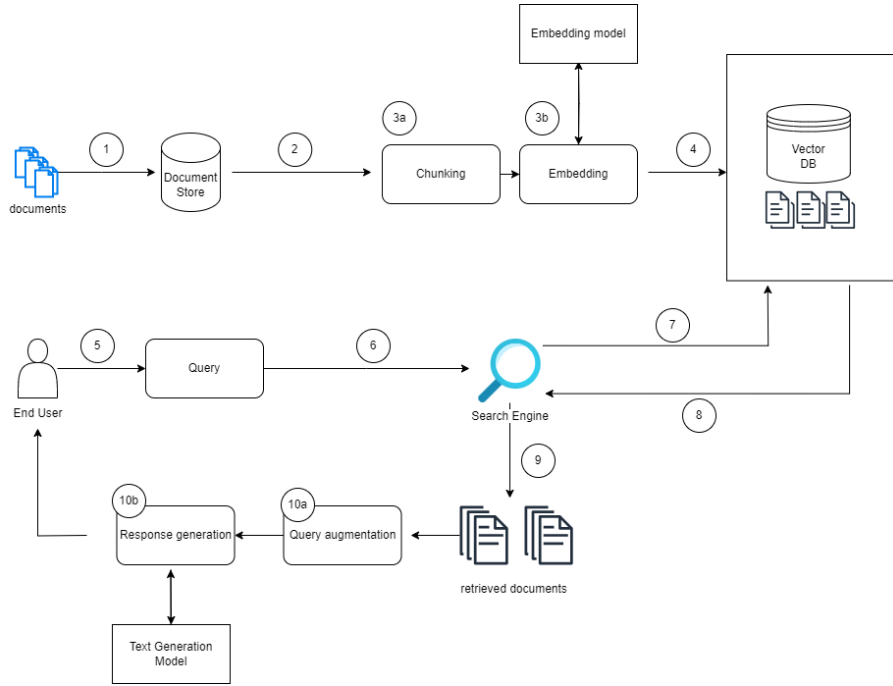 Embedding model
3a
3b
1
2
4
Document
Store
Chunking
Embedding
Vector
DB
documents
5
6
7
Query
End User
Search Engine
8
9
10b
10a
Response generation
Query augmentation
retrieved documents
Text Generation
Model